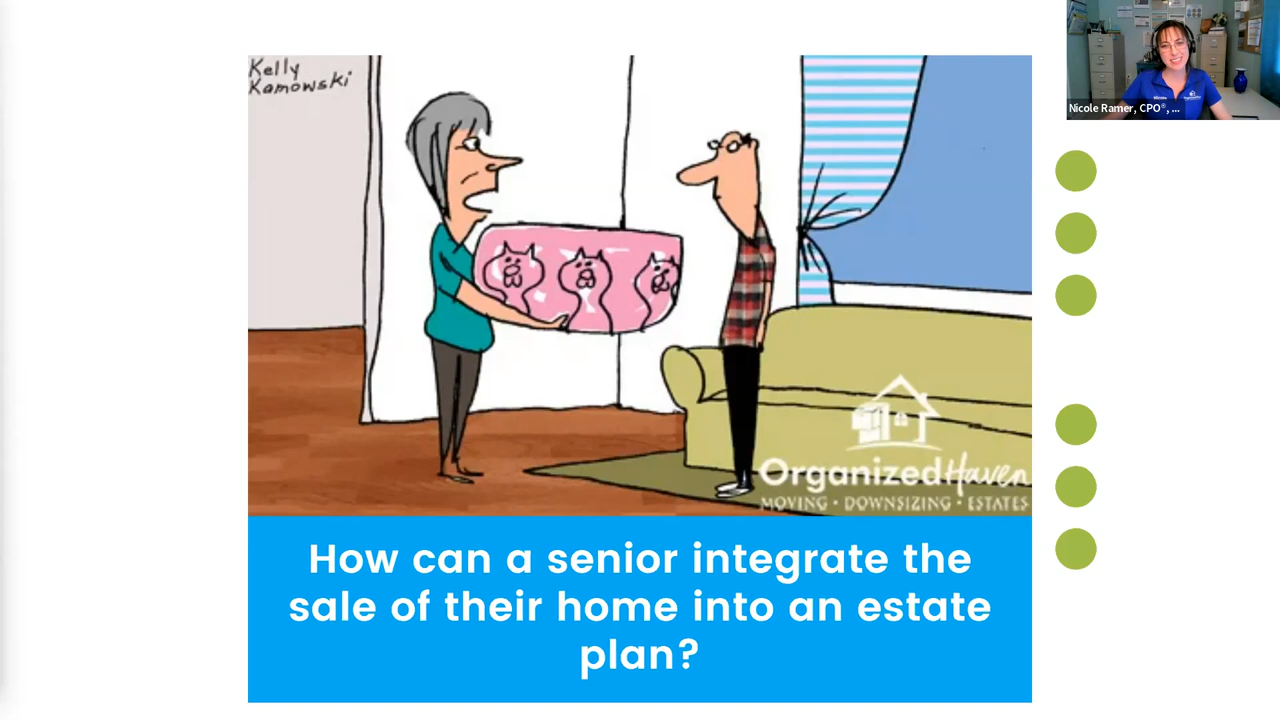 Kelly
Kamowski
Nicole Ramer, CPO®, ...
Organized Haven
MOVING • DOWNSIZING • ESTATES
How can a senior integrate the
sale of their home into an estate
plan?